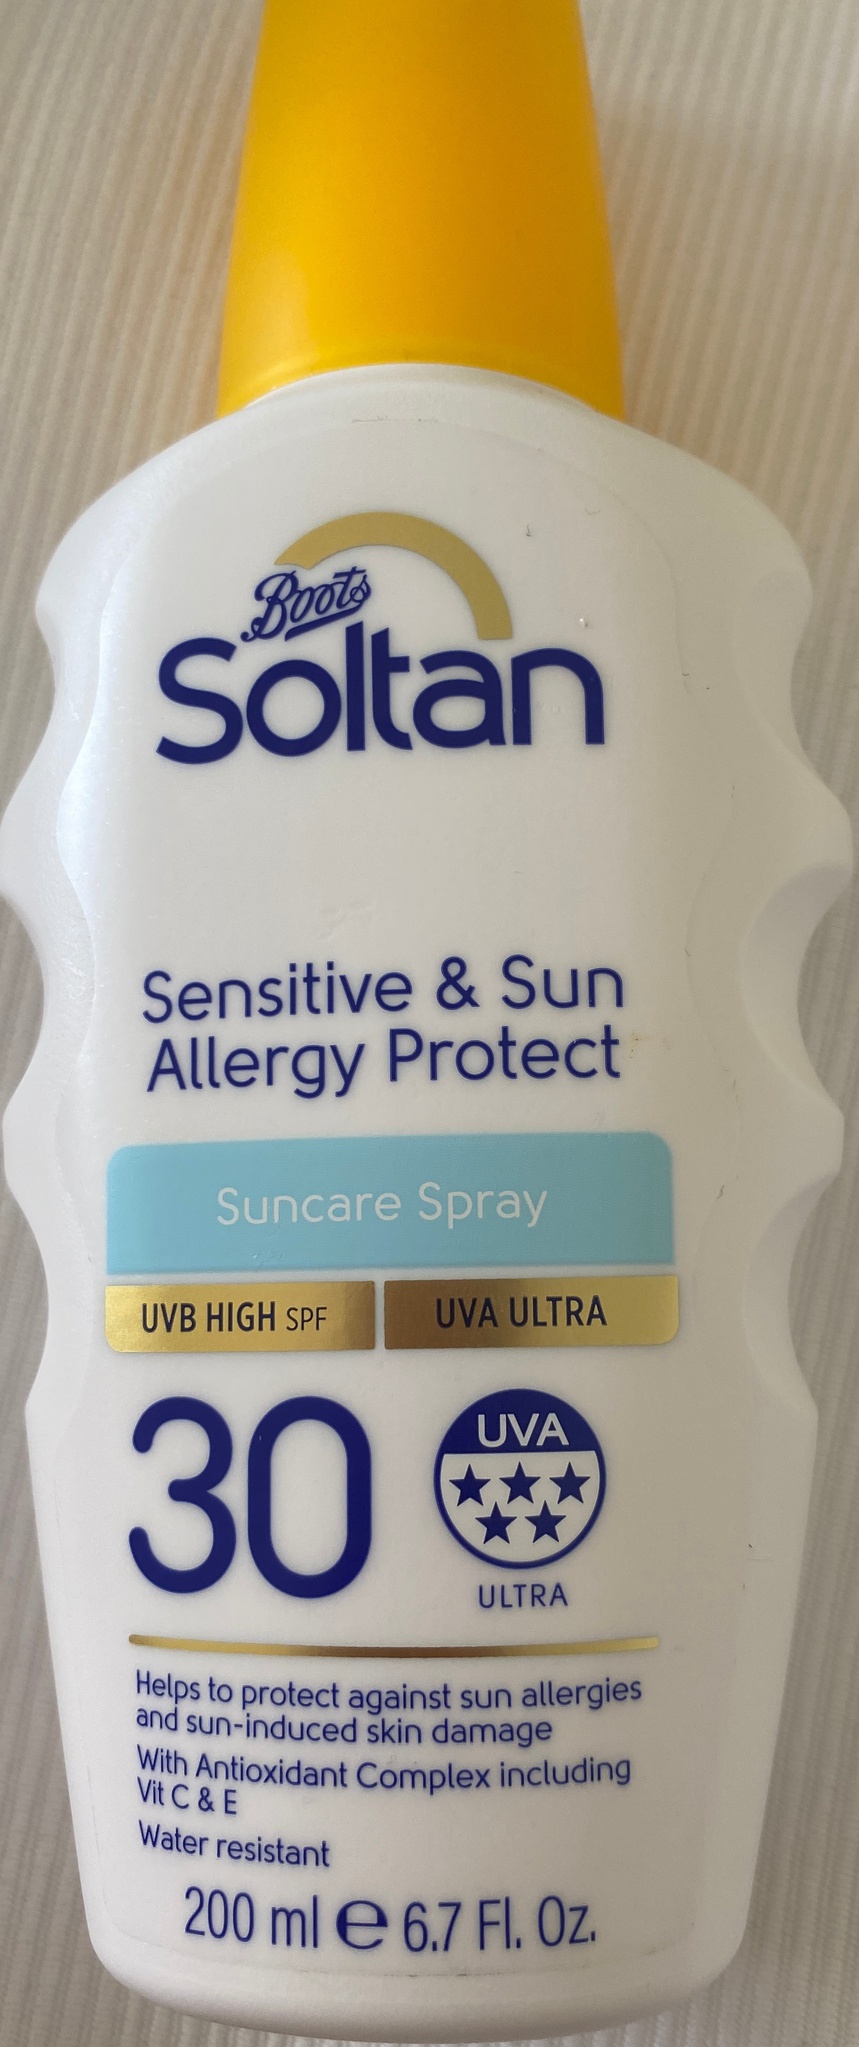 Boots
Soltan
Sensitive & Sun
Allergy Protect
Suncare Spray
UVB HIGH SPF
UVA ULTRA
30
UVA
ULTRA
Helps to protect against sun allergies
and sun-induced skin damage
With Antioxidant Complex including
Vit C & E
Water resistant
200 ml ℮ 6.7 Fl. Oz.